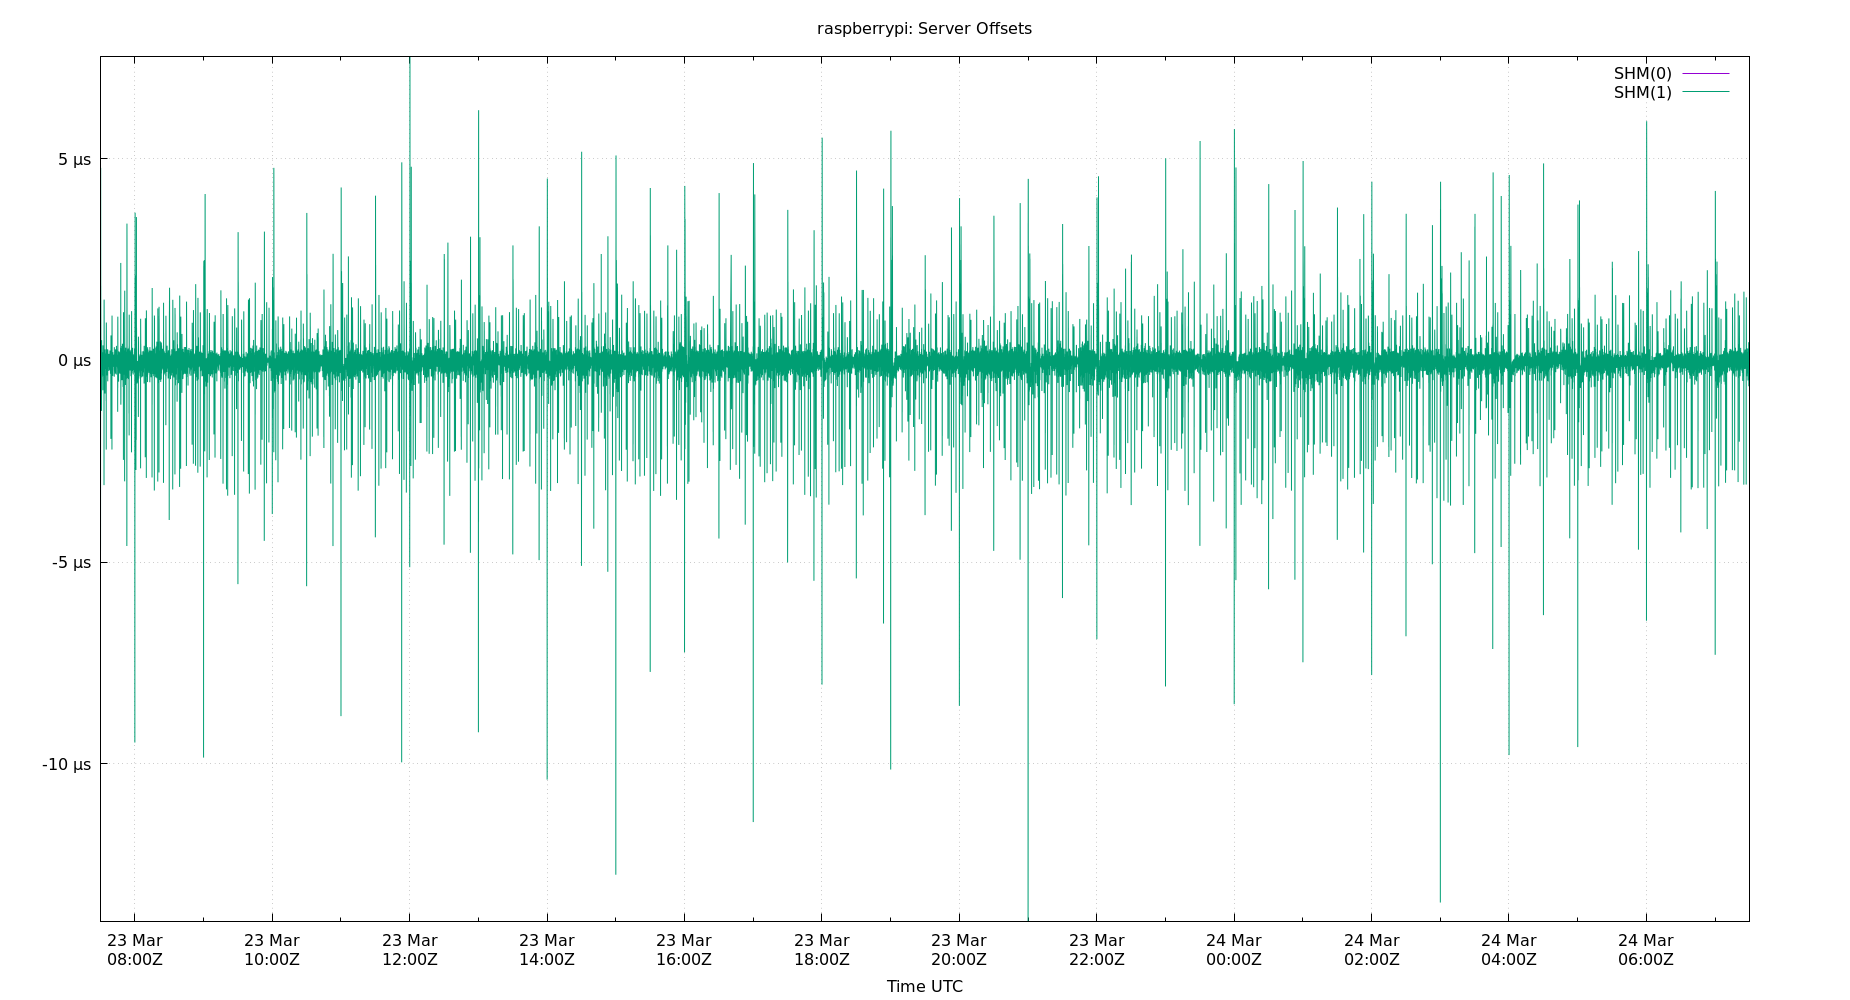 raspberrypi: Server Offsets
SHM(0)
SHM(1)
5 µs
0 µs
-5 µs
-10 µs
23 Mar 23 Mar 23 Mar 23 Mar 23 Mar 23 Mar 23 Mar 23 Mar 24 Mar 24 Mar 24 Mar 24 Mar
08:00Z 10:00Z 12:00Z 14:00Z 16:00Z 18:00Z 20:00Z 22:00Z 00:00Z 02:00Z 04:00Z 06:00Z
Time UTC